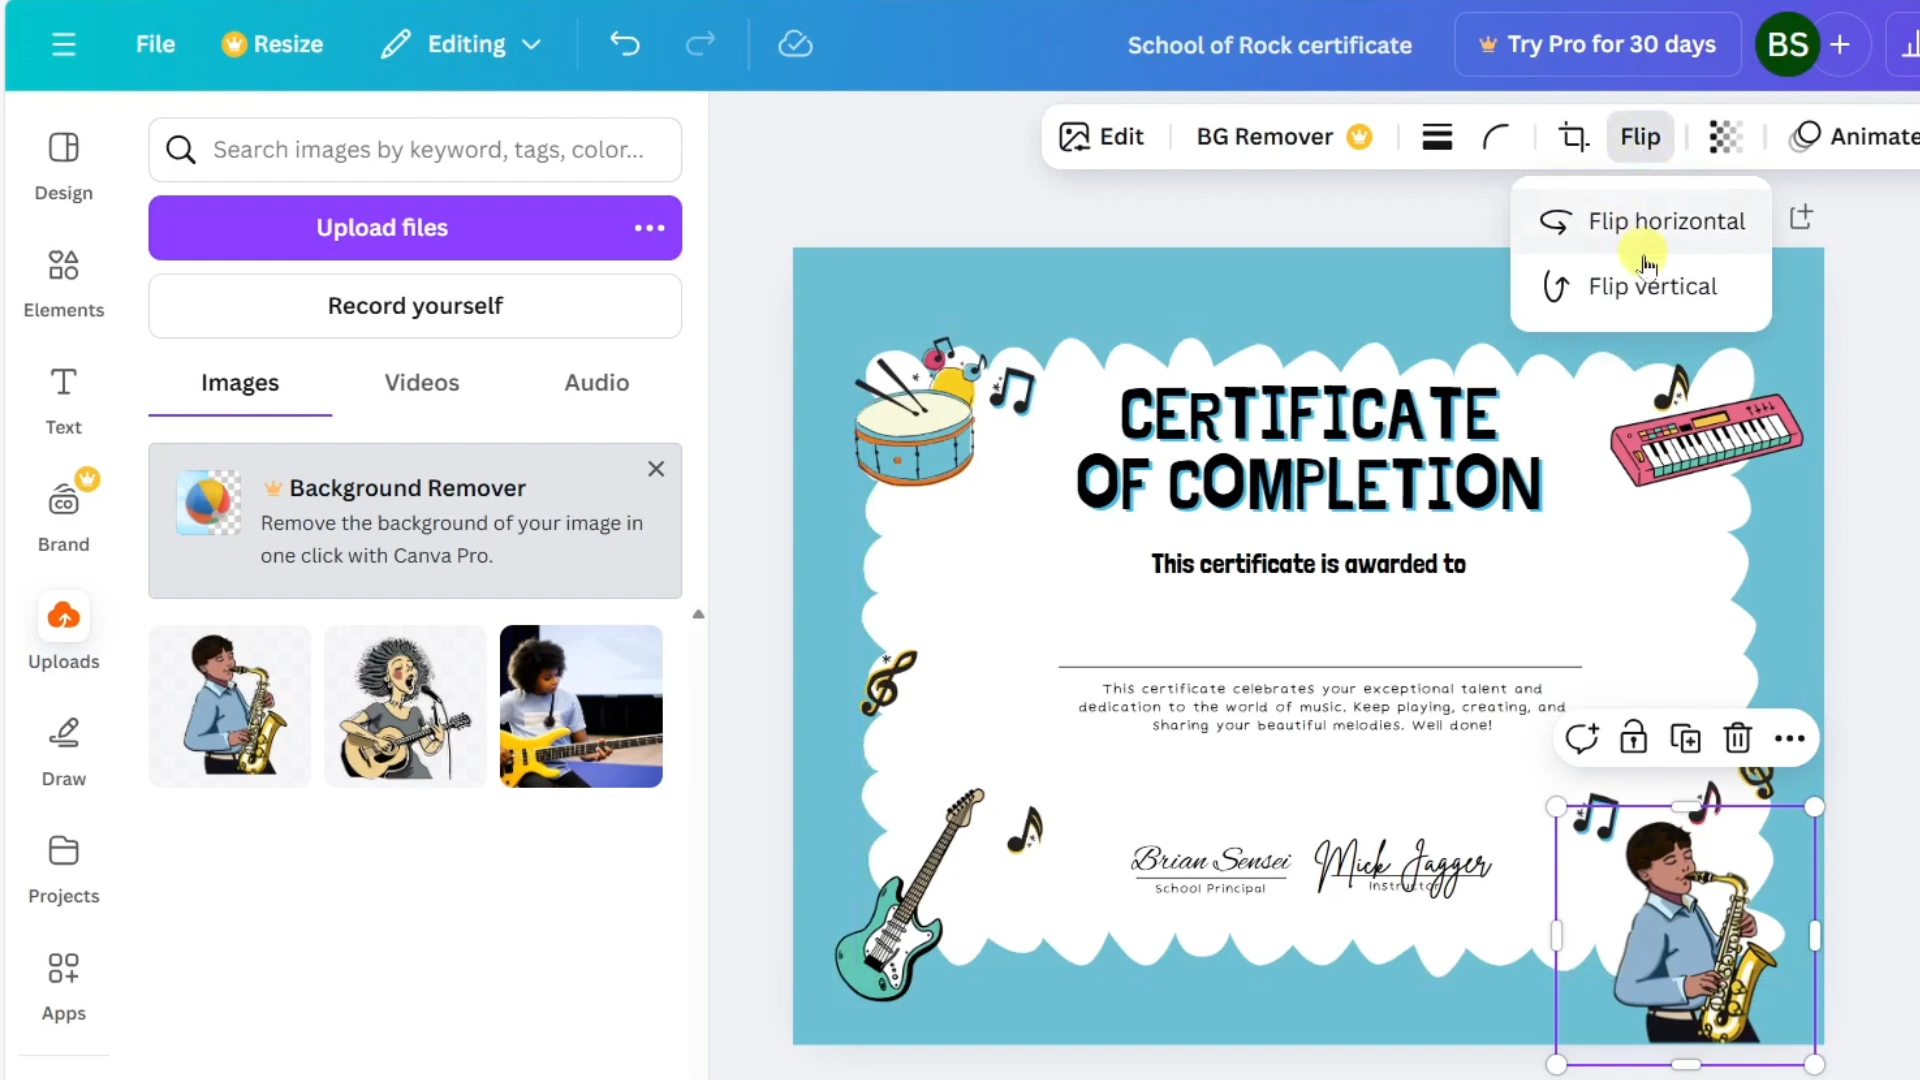 File
Resize
Editing
School of Rock certificate
Try Pro for 30 days
BS
+
Design
Elements
Text
CO
Brand
Uploads
Draw
Projects
Apps
Search images by keyword, tags, color...
Upload files
Record yourself
Images
Videos
Audio
Background Remover
Remove the background of your image in
one click with Canva Pro.
Edit
BG Remover
Flip
Animate
Flip horizontal
Flip vertical
CERTIFICATE
OF COMPLETION
This certificate is awarded to
This certificate celebrates your exceptional talent and
dedication to the world of music. Keep playing, creating, and
sharing your beautiful melodies. Well done!
Brian Sensei
School Principal
Mick Jagger
Instructor